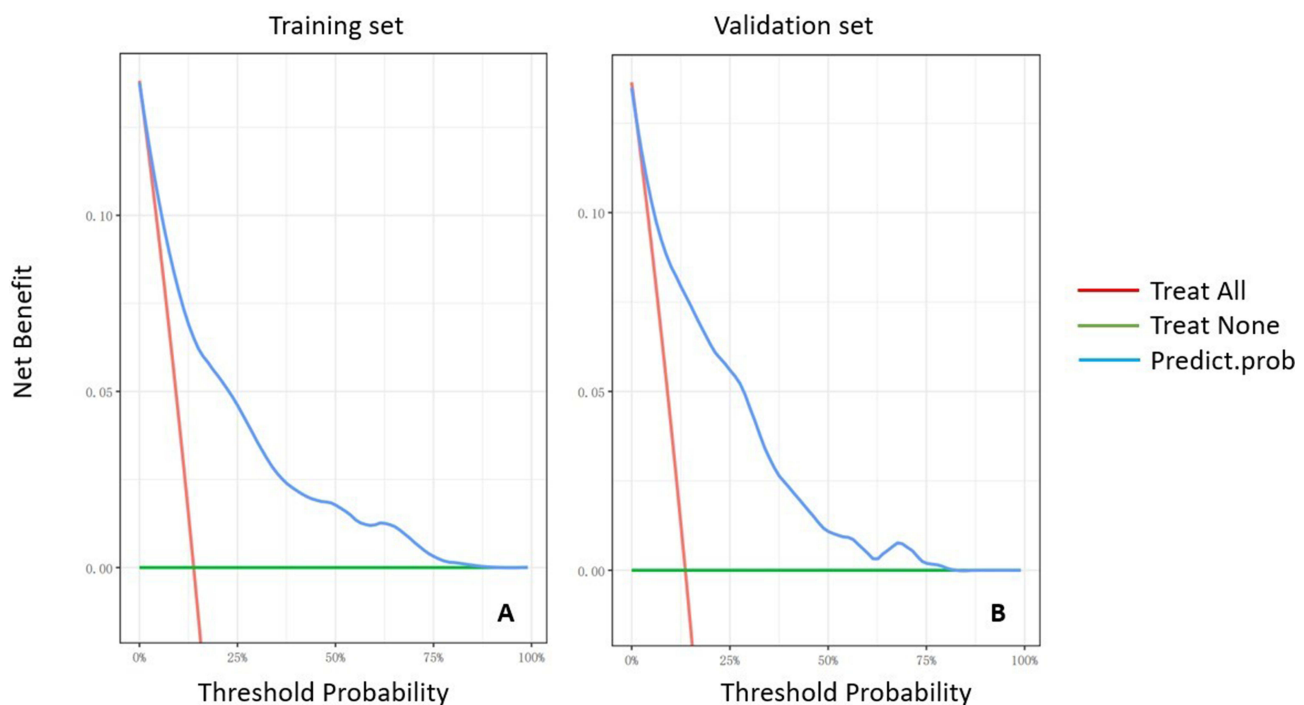 Training set
Validation set
Net Benefit
0.10
0.05
0.00
A
0%
25%
50%
75%
100%
Threshold Probability
0.10
0.05
0.00
B
0%
25%
50%
75%
100%
Threshold Probability
Treat All
Treat None
Predict.prob